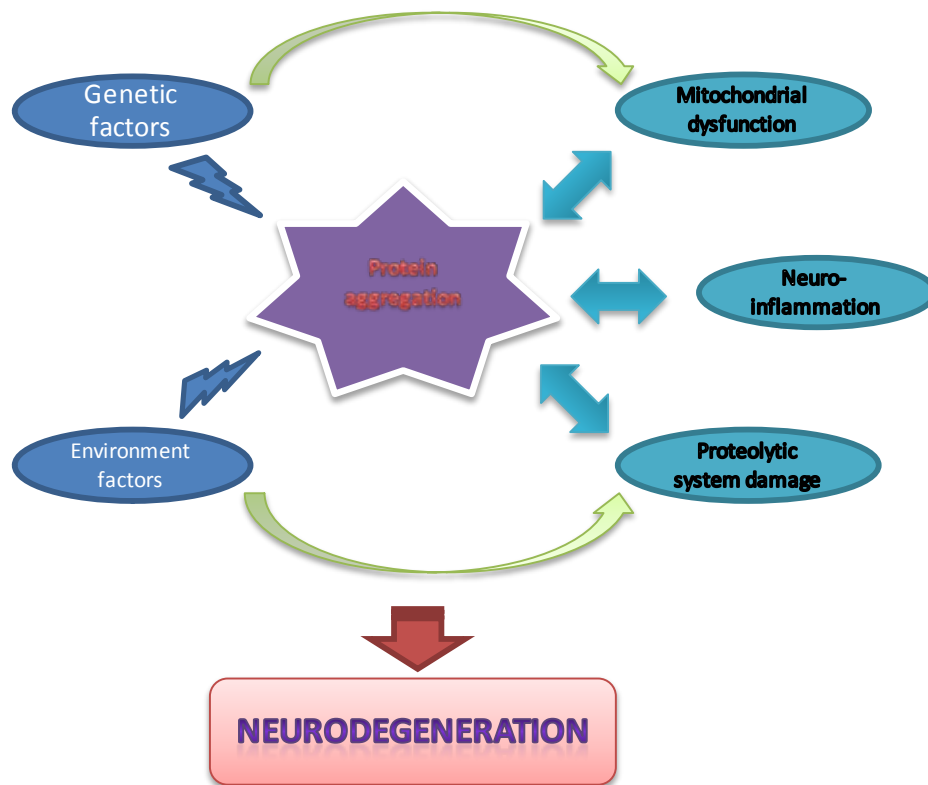 Genetic
factors
Mitochondrial
dysfunction
Protein
aggregation
Neuro-
inflammation
Environment
factors
Proteolytic
system damage
NEURODEGENERATION